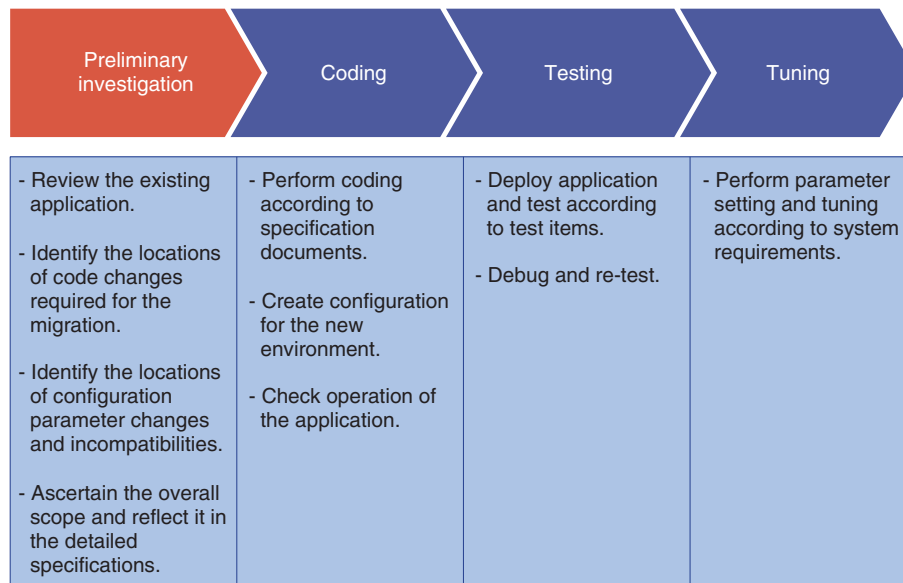 Preliminary
investigation
Coding
Testing
Tuning
- Review the existing
application.
- Identify the locations
of code changes
required for the
migration.
- Identify the locations
of configuration
parameter changes
and incompatibilities.
- Ascertain the overall
scope and reflect it in
the detailed
specifications.
- Perform coding
according to
specification
documents.
- Create configuration
for the new
environment.
- Check operation of
the application.
- Deploy application
and test according
to test items.
- Debug and re-test.
- Perform parameter
setting and tuning
according to system
requirements.